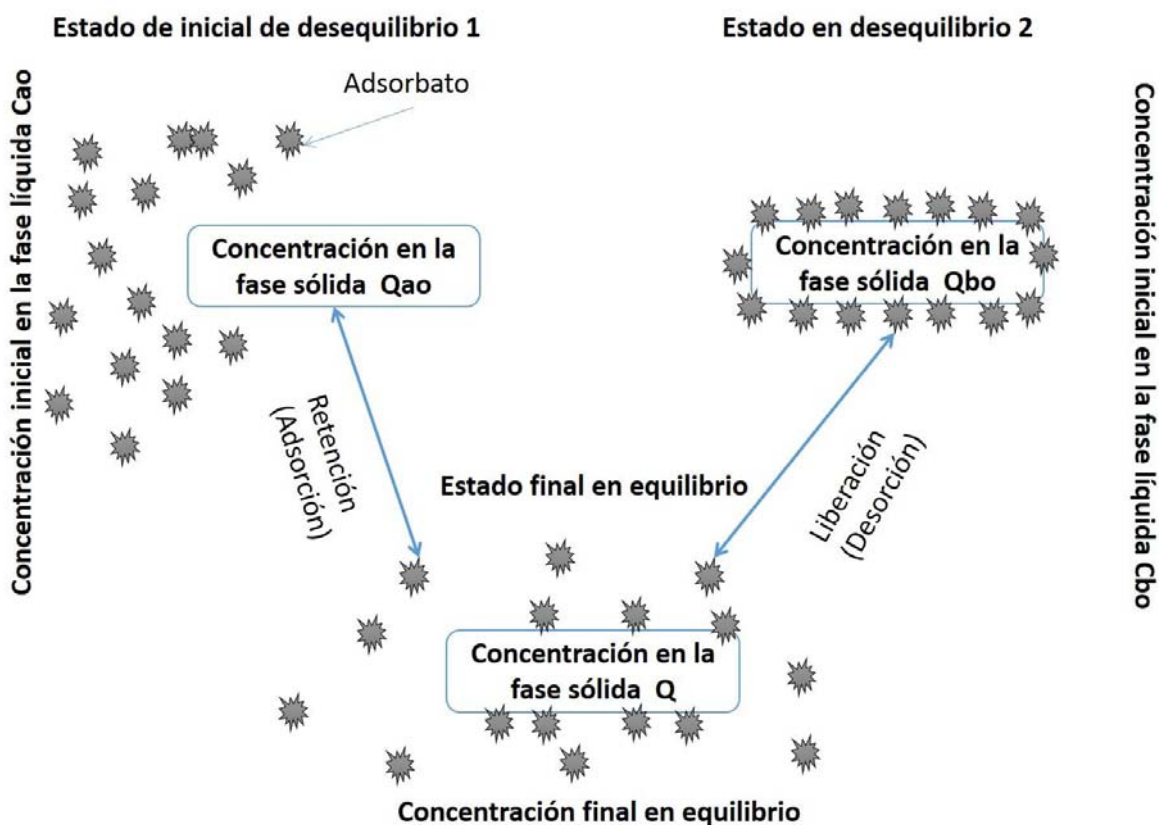 Estado de inicial de desequilibrio 1
Estado en desequilibrio 2
Concentración inicial en la fase líquida Cao
Adsorbato
Concentración en la
fase sólida Qao
Concentración en la
fase sólida Qbo
Concentración inicial en la fase líquida Cbo
Retención
(Adsorción)
Liberación
(Desorción)
Estado final en equilibrio
Concentración en la
fase sólida Q
Concentración final en equilibrio